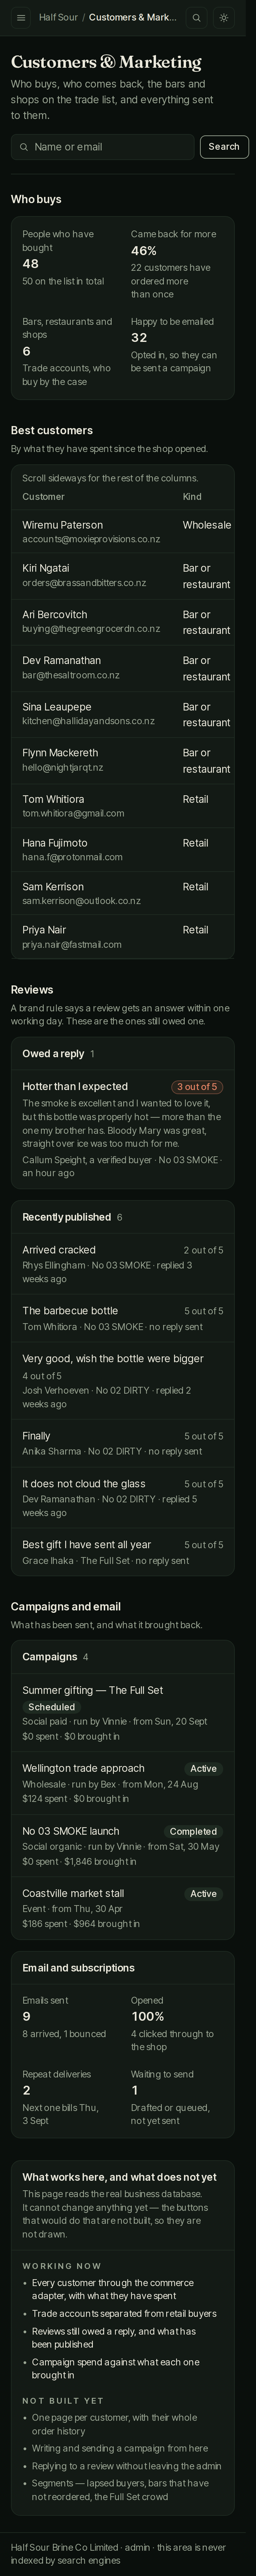 Half Sour / Customers & Mark...
Customers & Marketing
Who buys, who comes back, the bars and
shops on the trade list, and everything sent
to them.
Name or email
Search
Who buys
People who have
bought
48
50 on the list in total
Came back for more
46%
22 customers have
ordered more
than once
Bars, restaurants and
shops
6
Trade accounts, who
buy by the case
Happy to be emailed
32
Opted in, so they can
be sent a campaign
Best customers
By what they have spent since the shop opened.
Scroll sideways for the rest of the columns.
Customer Kind
Wiremu Paterson Wholesale
accounts@moxieprovisions.co.nz
Kiri Ngatai Bar or
orders@brassandbitters.co.nz restaurant
Ari Bercovitch Bar or
buying@thegreengrocerdn.co.nz restaurant
Dev Ramanathan Bar or
bar@thesaltroom.co.nz restaurant
Sina Leaupepe Bar or
kitchen@hallidayandsons.co.nz restaurant
Flynn Mackereth Bar or
hello@nightjarqt.nz restaurant
Tom Whitiora Retail
tom.whitiora@gmail.com
Hana Fujimoto Retail
hana.f@protonmail.com
Sam Kerrison Retail
sam.kerrison@outlook.co.nz
Priya Nair Retail
priya.nair@fastmail.com
Reviews
A brand rule says a review gets an answer within one
working day. These are the ones still owed one.
Owed a reply 1
Hotter than I expected 3 out of 5
The smoke is excellent and I wanted to love it,
but this bottle was properly hot — more than the
one my brother has. Bloody Mary was great,
straight over ice was too much for me.
Callum Speight, a verified buyer · No 03 SMOKE ·
an hour ago
Recently published 6
Arrived cracked 2 out of 5
Rhys Ellingham · No 03 SMOKE · replied 3
weeks ago
The barbecue bottle 5 out of 5
Tom Whitiora · No 03 SMOKE · no reply sent
Very good, wish the bottle were bigger
4 out of 5
Josh Verhoeven · No 02 DIRTY · replied 2
weeks ago
Finally 5 out of 5
Anika Sharma · No 02 DIRTY · no reply sent
It does not cloud the glass 5 out of 5
Dev Ramanathan · No 02 DIRTY · replied 5
weeks ago
Best gift I have sent all year 5 out of 5
Grace Ihaka · The Full Set · no reply sent
Campaigns and email
What has been sent, and what it brought back.
Campaigns 4
Summer gifting — The Full Set
Scheduled
Social paid · run by Vinnie · from Sun, 20 Sept
$0 spent · $0 brought in
Wellington trade approach Active
Wholesale · run by Bex · from Mon, 24 Aug
$124 spent · $0 brought in
No 03 SMOKE launch Completed
Social organic · run by Vinnie · from Sat, 30 May
$0 spent · $1,846 brought in
Coastville market stall Active
Event · from Thu, 30 Apr
$186 spent · $964 brought in
Email and subscriptions
Emails sent
9
8 arrived, 1 bounced
Opened
100%
4 clicked through to
the shop
Repeat deliveries
2
Next one bills Thu,
3 Sept
Waiting to send
1
Drafted or queued,
not yet sent
What works here, and what does not yet
This page reads the real business database.
It cannot change anything yet — the buttons
that would do that are not built, so they are
not drawn.
WORKING NOW
• Every customer through the commerce
adapter, with what they have spent
• Trade accounts separated from retail buyers
• Reviews still owed a reply, and what has
been published
• Campaign spend against what each one
brought in
NOT BUILT YET
• One page per customer, with their whole
order history
• Writing and sending a campaign from here
• Replying to a review without leaving the admin
• Segments — lapsed buyers, bars that have
not reordered, the Full Set crowd
Half Sour Brine Co Limited · admin · this area is never
indexed by search engines